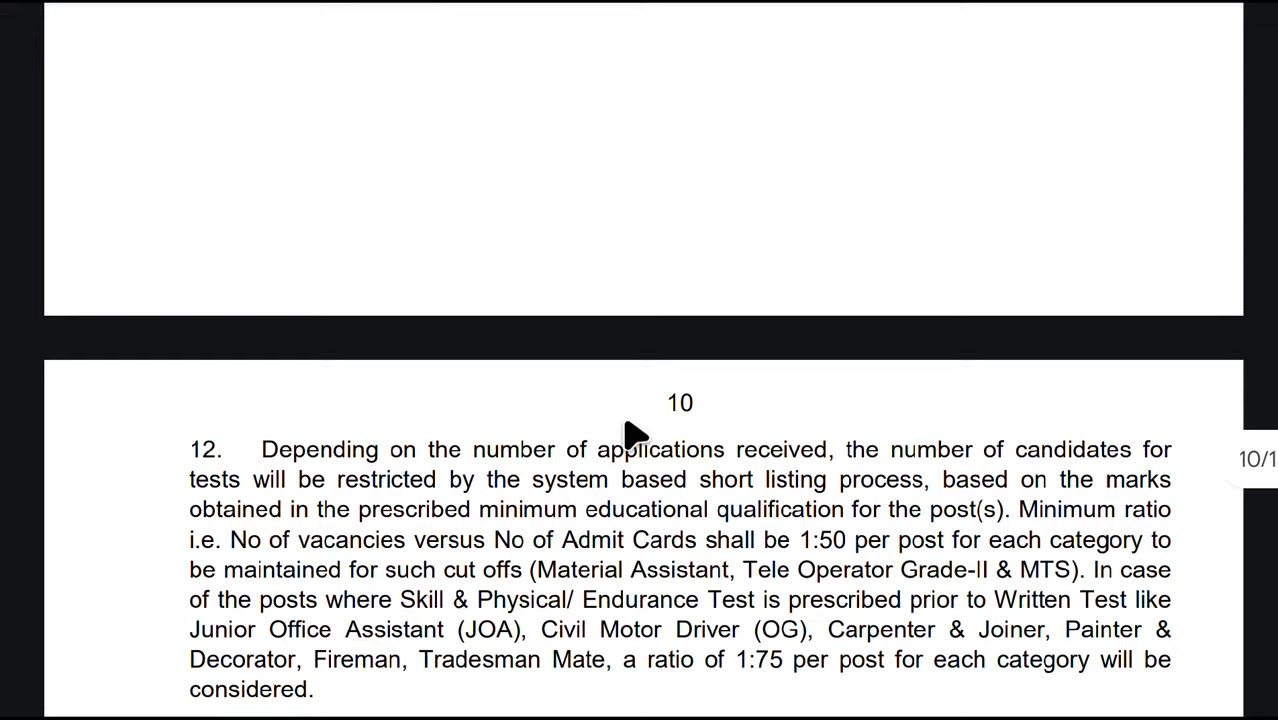 10
12. Depending on the number of applications received, the number of candidates for
tests will be restricted by the system based short listing process, based on the marks
obtained in the prescribed minimum educational qualification for the post(s). Minimum ratio
i.e. No of vacancies versus No of Admit Cards shall be 1:50 per post for each category to
be maintained for such cut offs (Material Assistant, Tele Operator Grade-II & MTS). In case
of the posts where Skill & Physical/ Endurance Test is prescribed prior to Written Test like
Junior Office Assistant (JOA), Civil Motor Driver (OG), Carpenter & Joiner, Painter &
Decorator, Fireman, Tradesman Mate, a ratio of 1:75 per post for each category will be
considered.